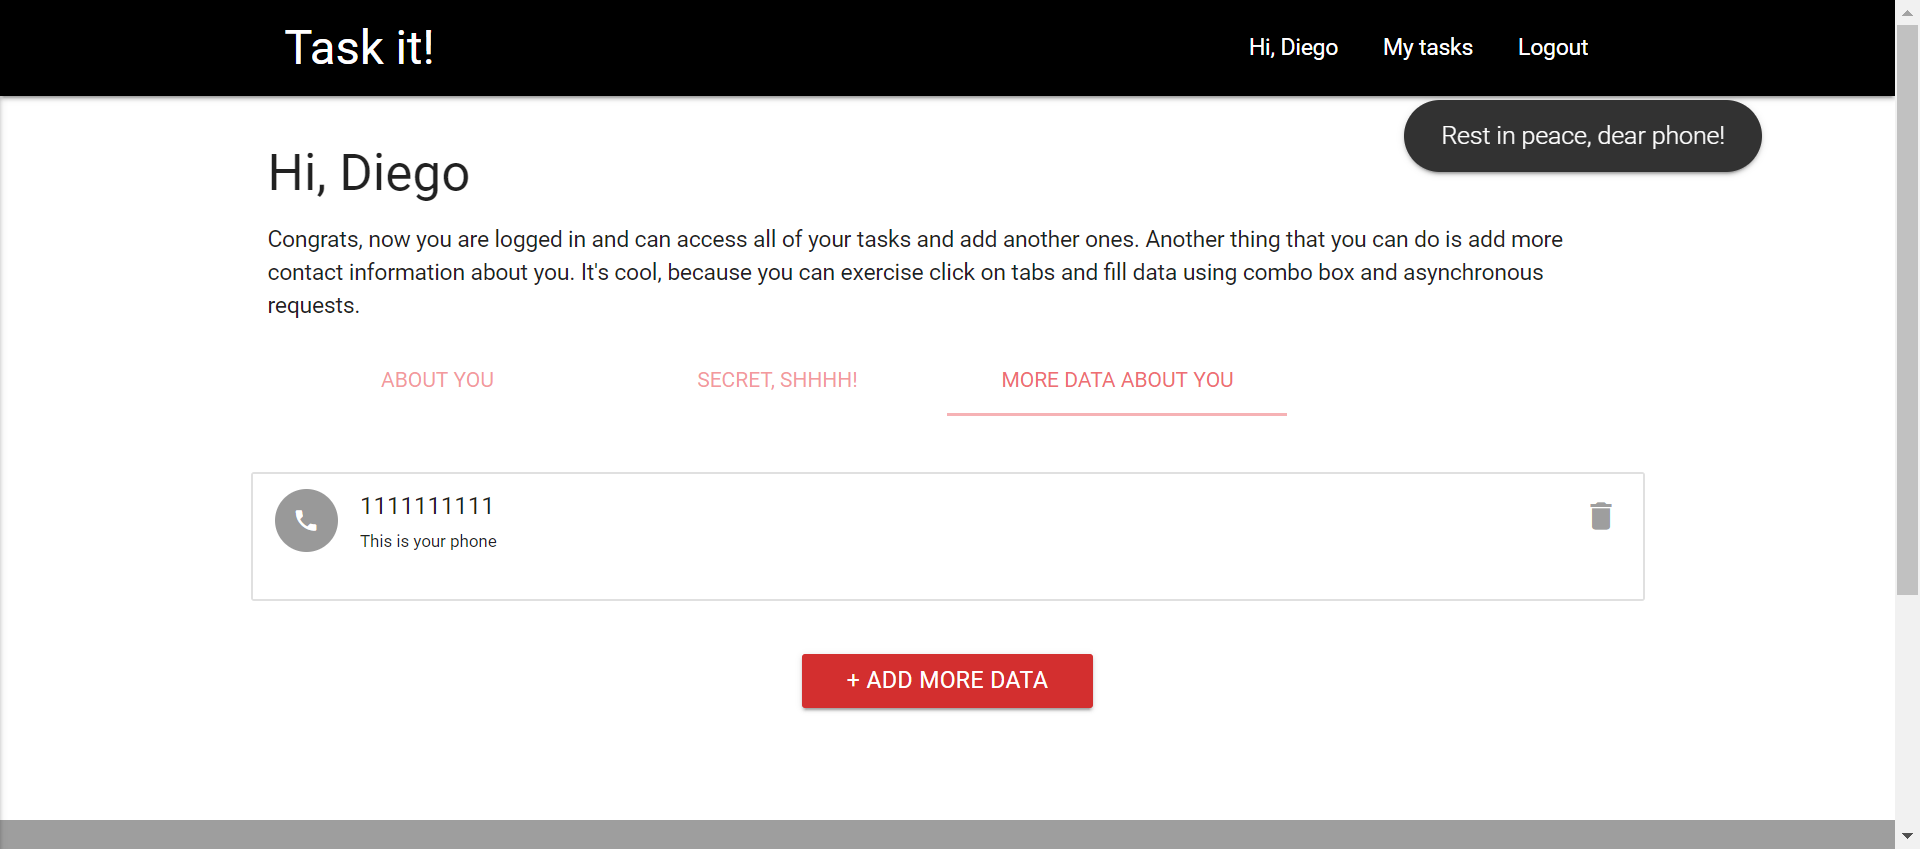 Task it!
Hi, Diego
My tasks
Logout
Rest in peace, dear phone!
Hi, Diego
Congrats, now you are logged in and can access all of your tasks and add another ones. Another thing that you can do is add more
contact information about you. It's cool, because you can exercise click on tabs and fill data using combo box and asynchronous
requests.
ABOUT YOU
SECRET, SHHHH!
MORE DATA ABOUT YOU
1111111111
This is your phone
+ ADD MORE DATA